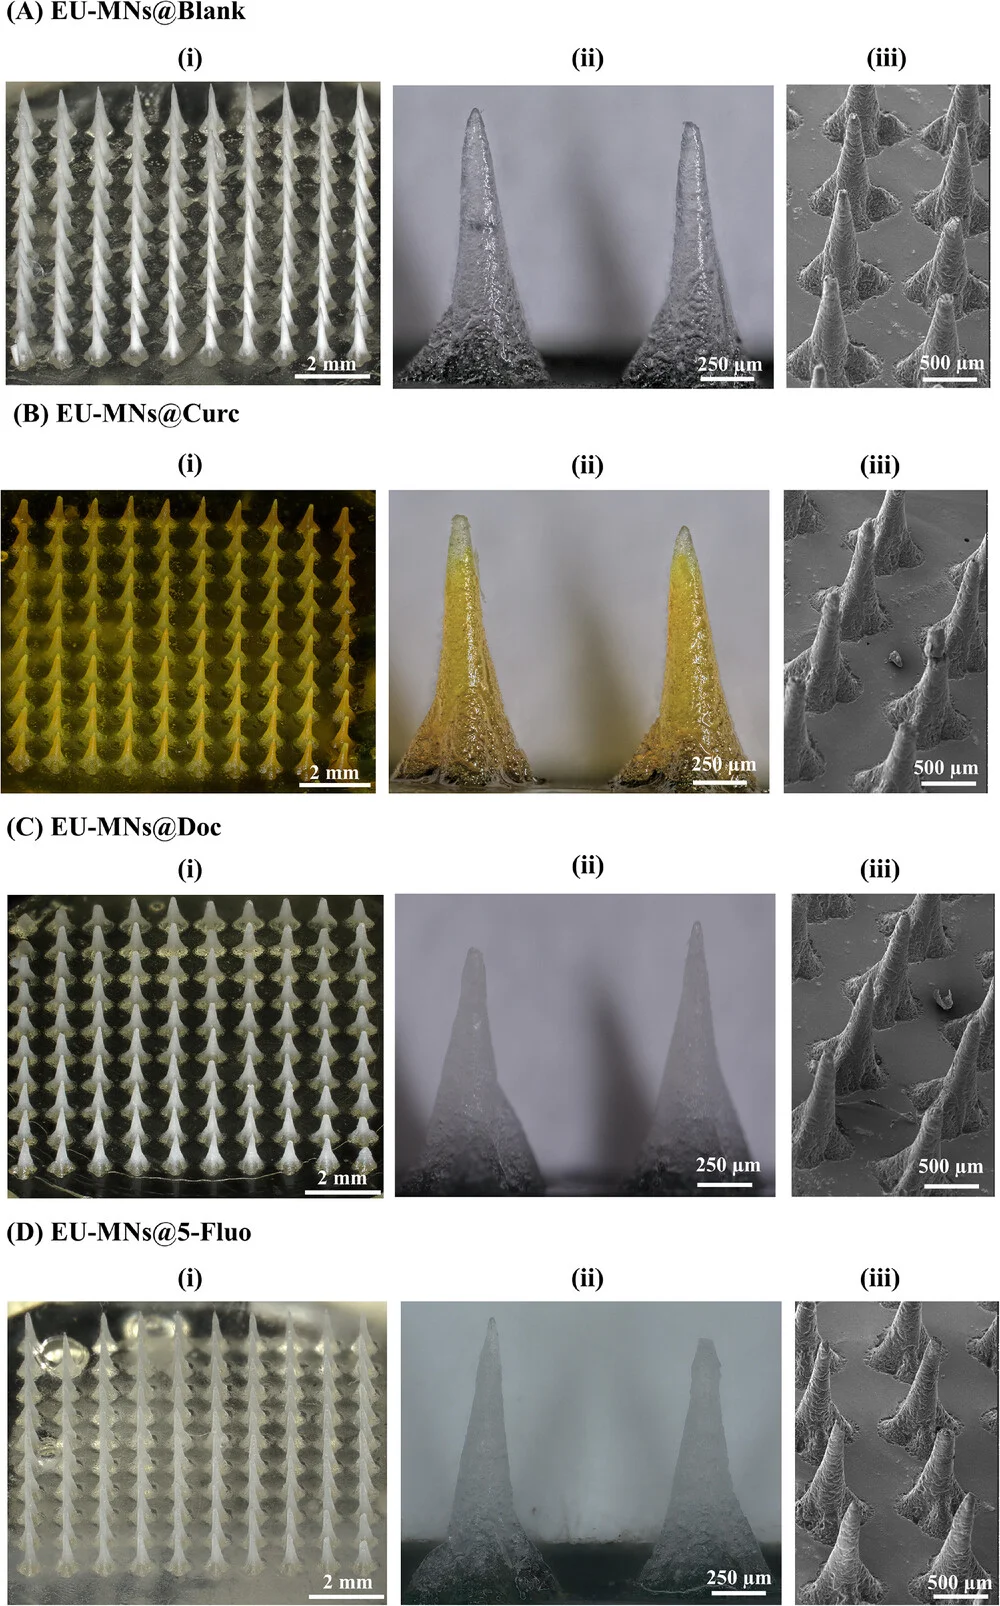 (A) EU-MNs@Blank
(i)
(ii)
(iii)
2 mm
250 µm
500 µm
(B) EU-MNs@Curc
(i)
(ii)
(iii)
2 mm
250 µm
500 µm
(C) EU-MNs@Doc
(i)
(ii)
(iii)
2 mm
250 µm
500 µm
(D) EU-MNs@5-Fluo
(i)
(ii)
(iii)
2 mm
250 µm
500 µm